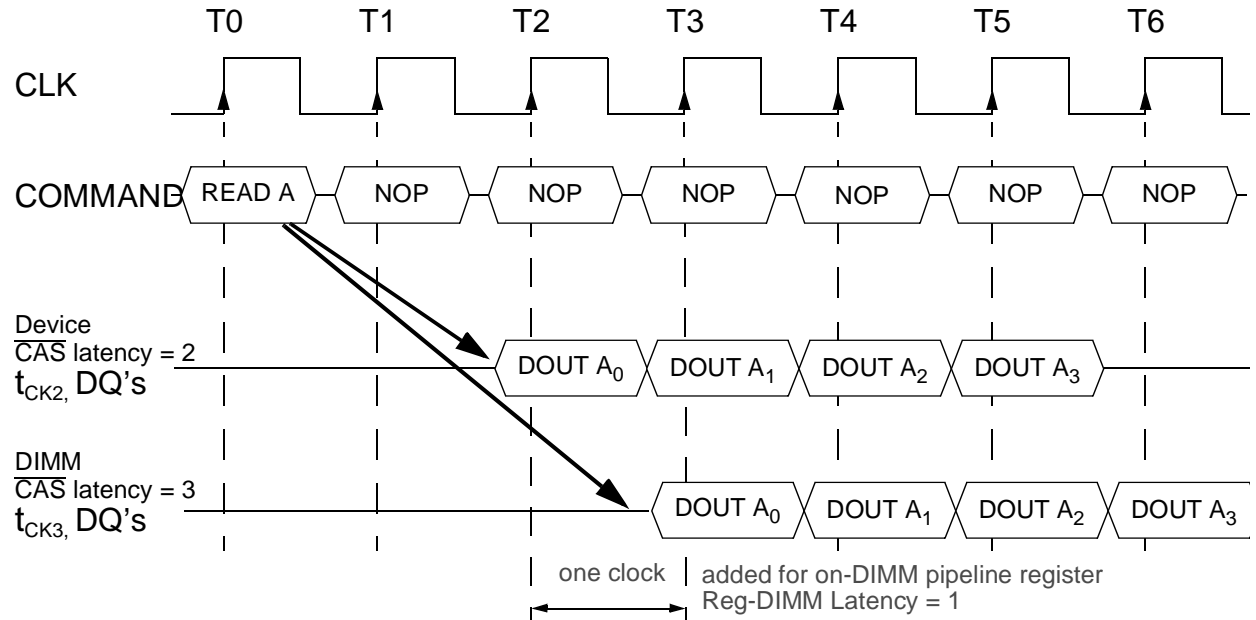 T0 T1 T2 T3 T4 T5 T6
CLK
COMMAND READ A NOP NOP NOP NOP NOP NOP
Device
CAS latency = 2
tCK2, DQ's DOUT A0 DOUT A1 DOUT A2 DOUT A3
DIMM
CAS latency = 3
tCK3, DQ's DOUT A0 DOUT A1 DOUT A2 DOUT A3
one clock added for on-DIMM pipeline register
Reg-DIMM Latency = 1